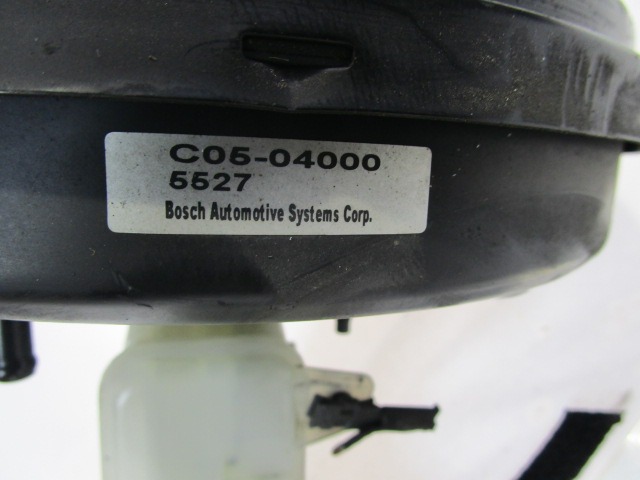 C05-04000
5527
Bosch Automotive Systems Corp.